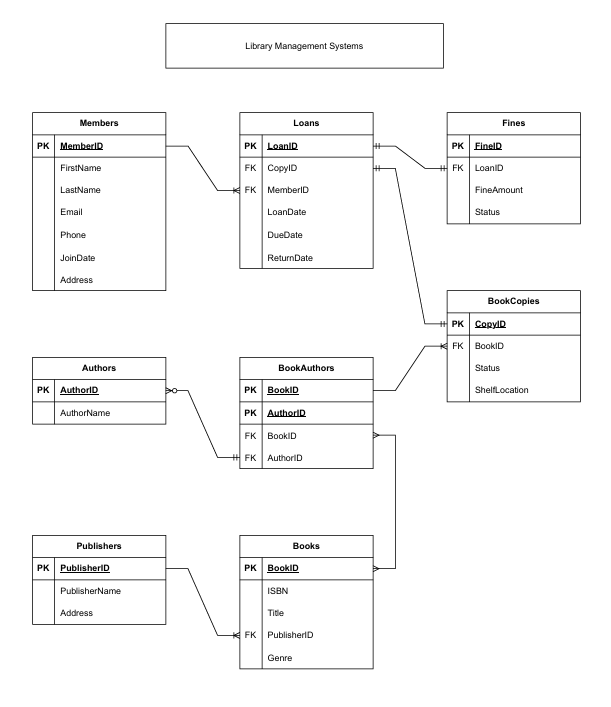 Library Management Systems
Members
PK MemberID
FirstName
LastName
Email
Phone
JoinDate
Address
Loans
PK LoanID
FK CopyID
FK MemberID
LoanDate
DueDate
ReturnDate
Fines
PK FineID
FK LoanID
FineAmount
Status
BookCopies
PK CopyID
FK BookID
Status
ShelfLocation
Authors
PK AuthorID
AuthorName
BookAuthors
PK BookID
PK AuthorID
FK BookID
FK AuthorID
Publishers
PK PublisherID
PublisherName
Address
Books
PK BookID
ISBN
Title
FK PublisherID
Genre